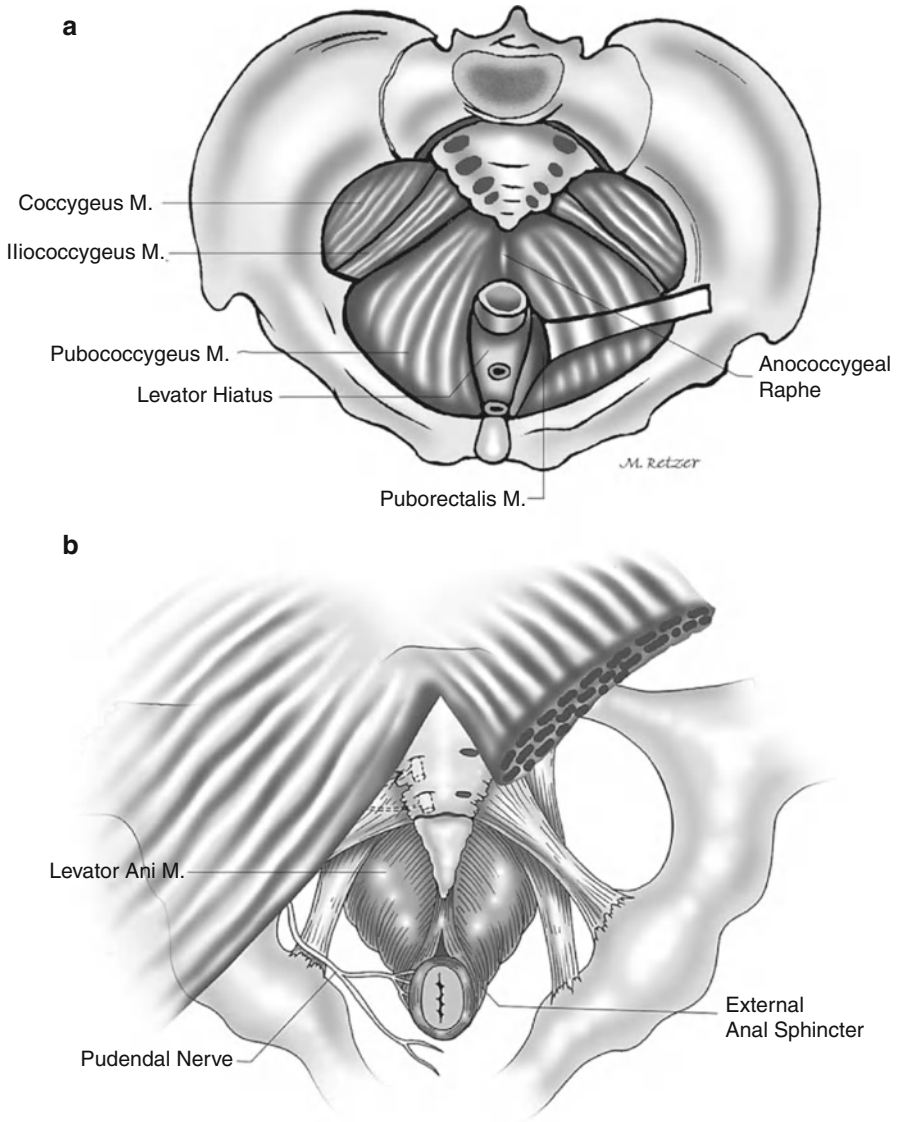 a
Coccygeus M.
Iliococcygeus M.
Pubococcygeus M.
Levator Hiatus
Anococcygeal
Raphe
M. Retzer
Puborectalis M.
b
Levator Ani M.
External
Anal Sphincter
Pudendal Nerve